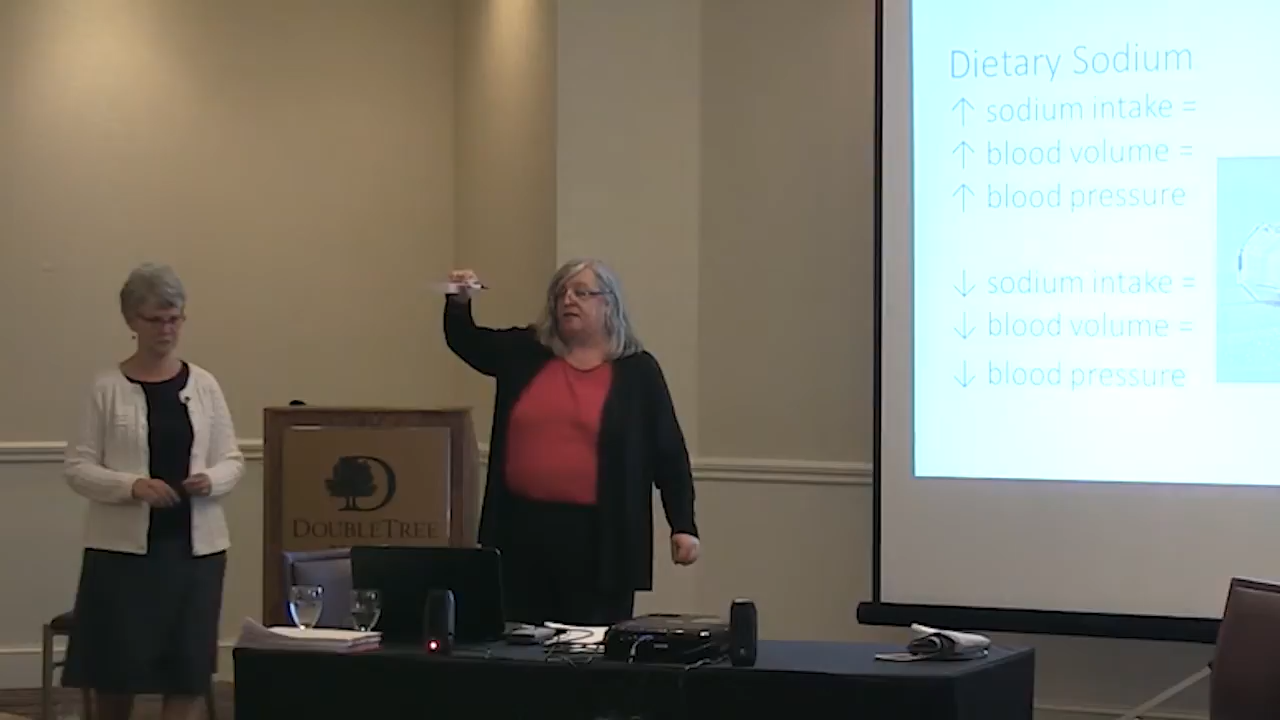 Dietary Sodium
↑ sodium intake =
↑ blood volume =
↑ blood pressure
↓ sodium intake =
↓ blood volume =
↓ blood pressure
D
DOUBLETREE